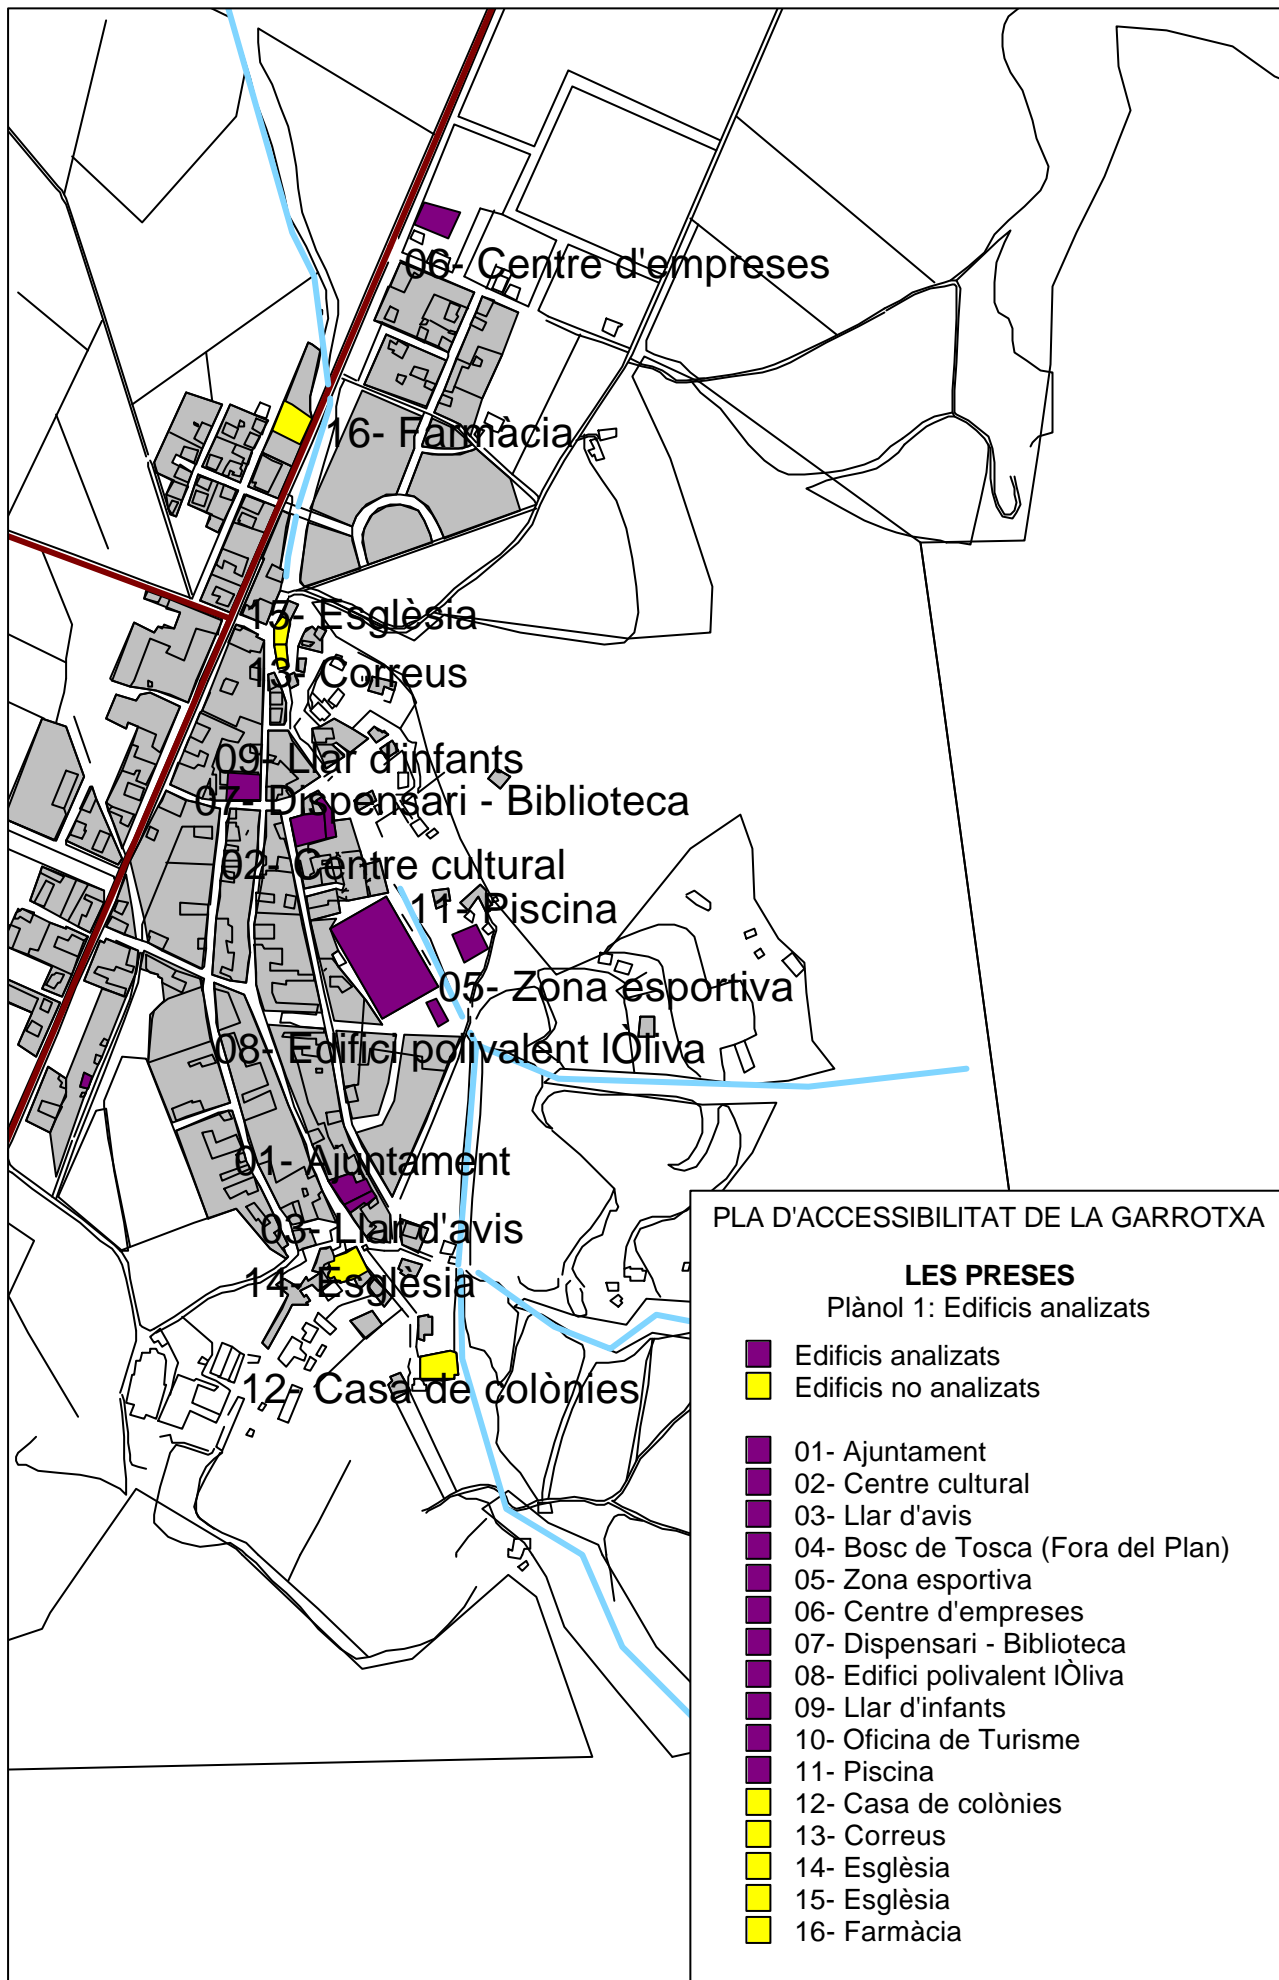 06- Centre d'empreses
16- Farmàcia
15- Esglèsia
13- Correus
09- Llar d'infants
07- Dispensari - Biblioteca
02- Centre cultural
11- Piscina
05- Zona esportiva
08- Edifici polivalent lÒliva
01- Ajuntament
03- Llar d'avis
14- Esglèsia
12- Casa de colònies
PLA D'ACCESSIBILITAT DE LA GARROTXA
LES PRESES
Plànol 1: Edificis analizats
Edificis analizats
Edificis no analizats
01- Ajuntament
02- Centre cultural
03- Llar d'avis
04- Bosc de Tosca (Fora del Plan)
05- Zona esportiva
06- Centre d'empreses
07- Dispensari - Biblioteca
08- Edifici polivalent lÒliva
09- Llar d'infants
10- Oficina de Turisme
11- Piscina
12- Casa de colònies
13- Correus
14- Esglèsia
15- Esglèsia
16- Farmàcia